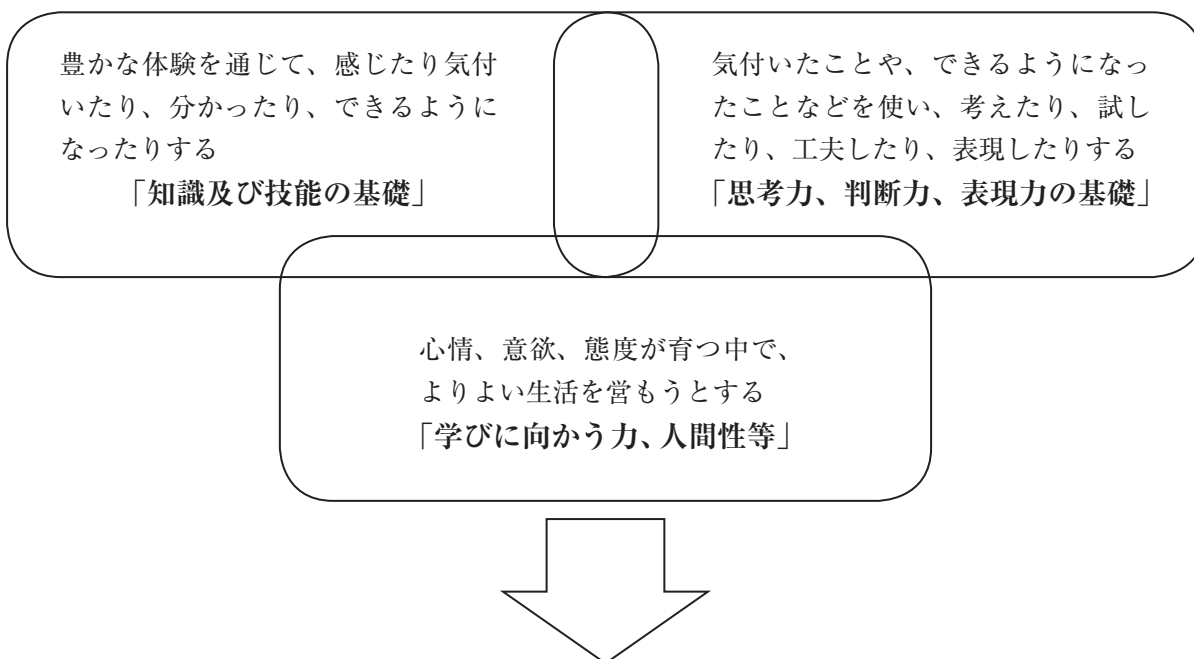 豊かな体験を通じて、感じたり気付
いたり、分かったり、できるように
なったりする
「知識及び技能の基礎」
気付いたことや、できるようになっ
たことなどを使い、考えたり、試し
たり、工夫したり、表現したりする
「思考力、判断力、表現力の基礎」
心情、意欲、態度が育つ中で、
よりよい生活を営もうとする
「学びに向かう力、人間性等」